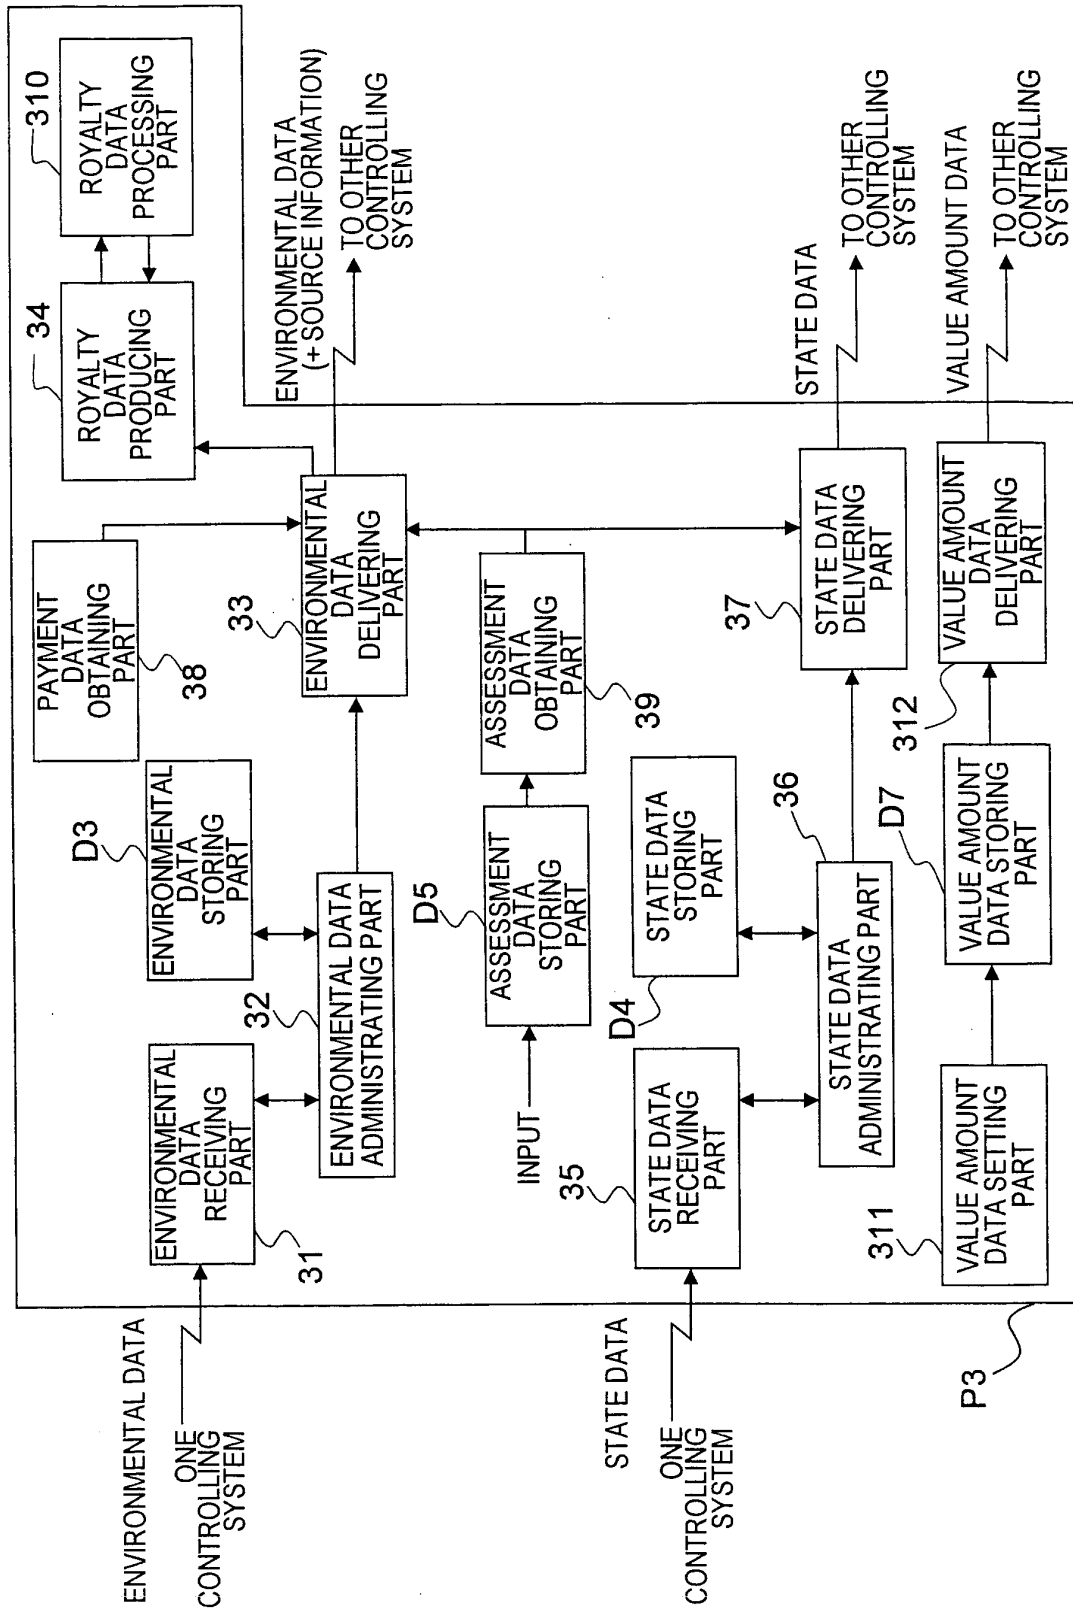 310
ROYALTY
DATA
PROCESSING
PART
34
ROYALTY
DATA
PRODUCING
PART
PAYMENT
DATA
OBTAINING
PART
38
ENVIRONMENTAL DATA
(+ SOURCE INFORMATION)
TO OTHER
CONTROLLING
SYSTEM
33
ENVIRONMENTAL
DATA
DELIVERING
PART
D3
ENVIRONMENTAL
DATA
STORING
PART
32
ENVIRONMENTAL DATA
ADMINISTRATING PART
ENVIRONMENTAL
DATA
RECEIVING
PART
31
ENVIRONMENTAL DATA
ONE
CONTROLLING
SYSTEM
ASSESSMENT
DATA
OBTAINING
PART
39
D5
ASSESSMENT
DATA
STORING
PART
INPUT
STATE DATA
TO OTHER
CONTROLLING
SYSTEM
37
STATE DATA
DELIVERING
PART
STATE DATA
STORING
PART
D4
36
STATE DATA
ADMINISTRATING PART
35
STATE DATA
RECEIVING
PART
STATE DATA
ONE
CONTROLLING
SYSTEM
VALUE AMOUNT DATA
TO OTHER
CONTROLLING
SYSTEM
VALUE AMOUNT
DATA
DELIVERING
PART
312
D7
VALUE AMOUNT
DATA STORING
PART
311
VALUE AMOUNT
DATA SETTING
PART
P3